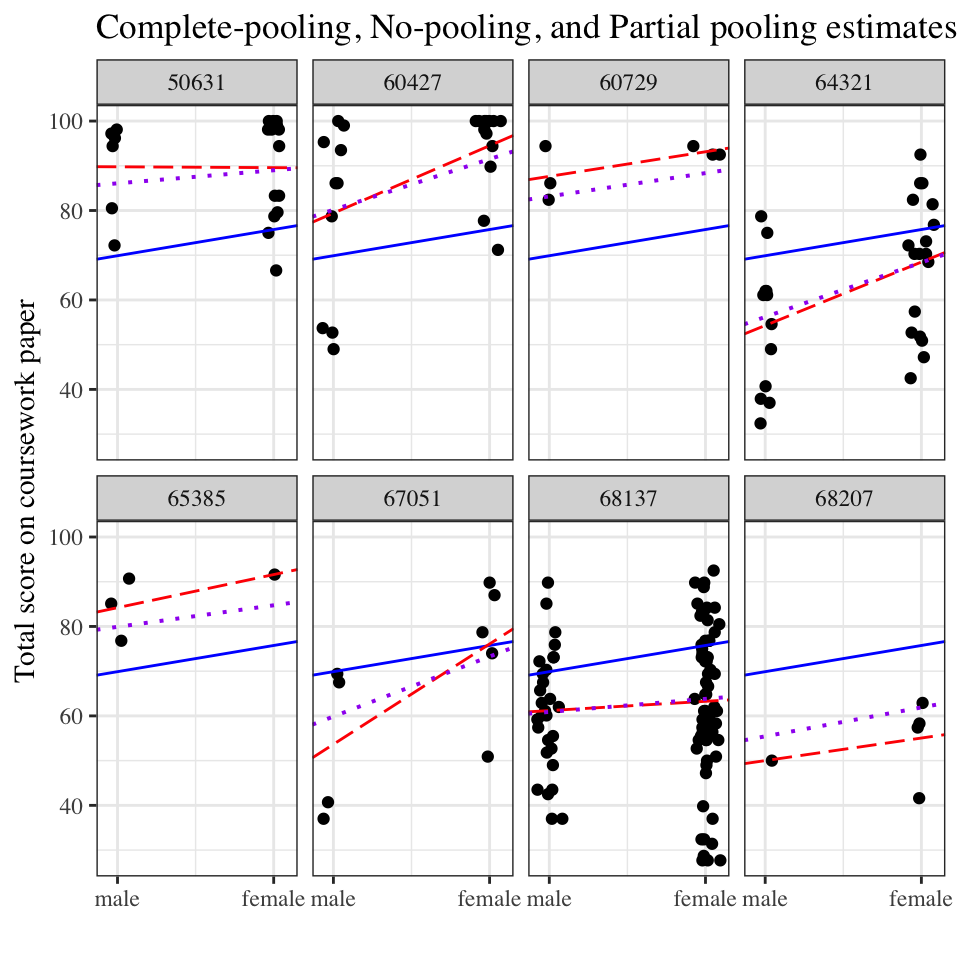 Complete-pooling, No-pooling, and Partial pooling estimates
50631 60427 60729 64321
100
80
60
40
Total score on coursework paper
65385 67051 68137 68207
100
80
60
40
male female male female male female male female